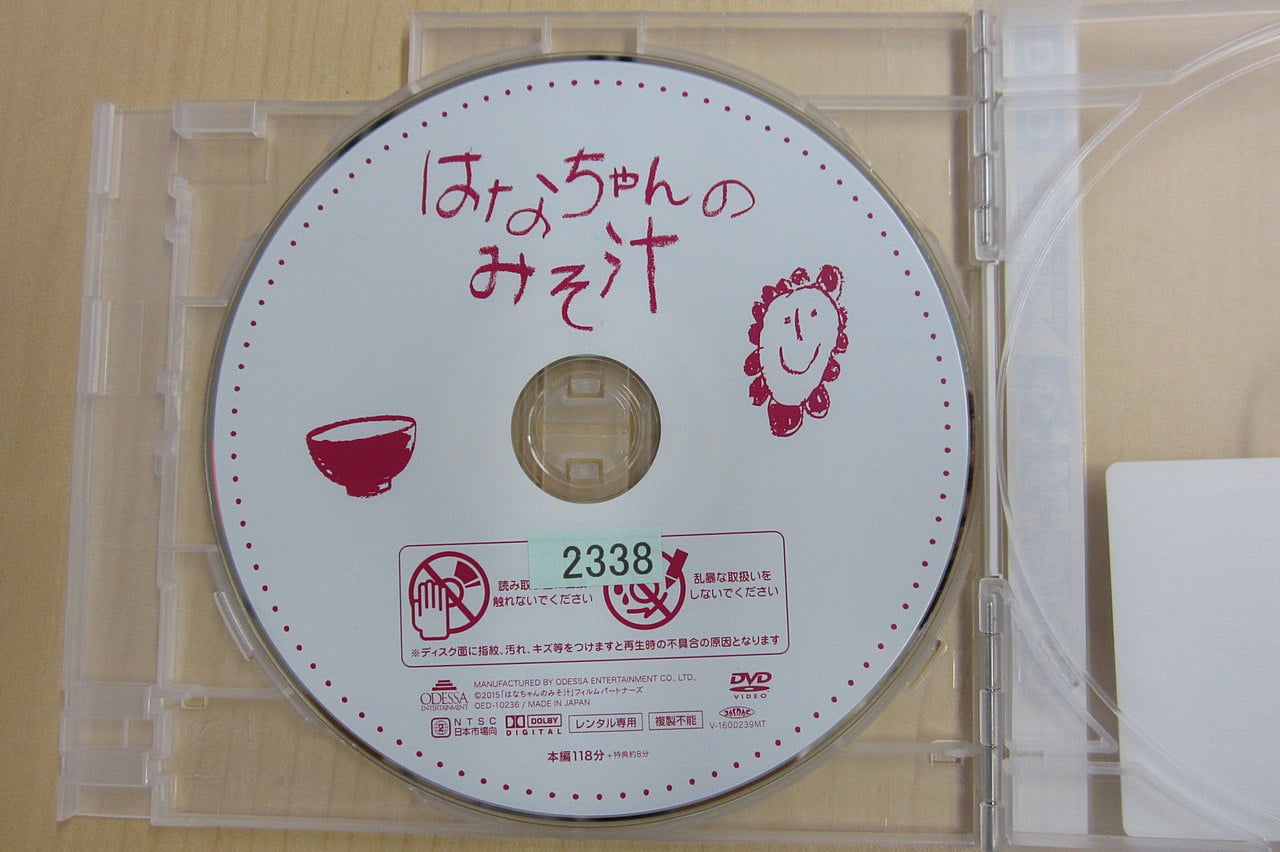 はなちゃんの
みそ汁
2338
読み取
触れないでください
乱暴な取扱いを
しないでください
※ディスク面に指紋、汚れ、キズ等をつけますと再生時の不具合の原因となります
ODESSA
ENTERTAINMENT
MANUFACTURED BY ODESSA ENTERTAINMENT CO., LTD.,
©2015「はなちゃんのみそ汁」フィルムパートナーズ
OED-10236 / MADE IN JAPAN
DVD
VIDEO
2 NTSC
日本市場向
DOLBY
DIGITAL
レンタル専用
複製不能
JASRAC
V-1600239MT
本編118分+特典約8分